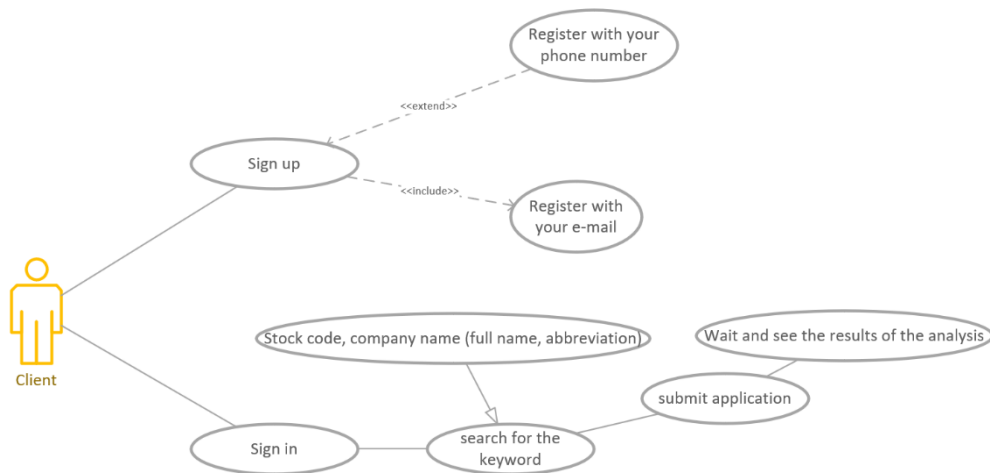 Register with your
phone number
<<extend>>
Sign up
<<include>>
Register with
your e-mail
Client
Stock code, company name (full name, abbreviation)
Wait and see the results of the analysis
submit application
Sign in
search for the
keyword